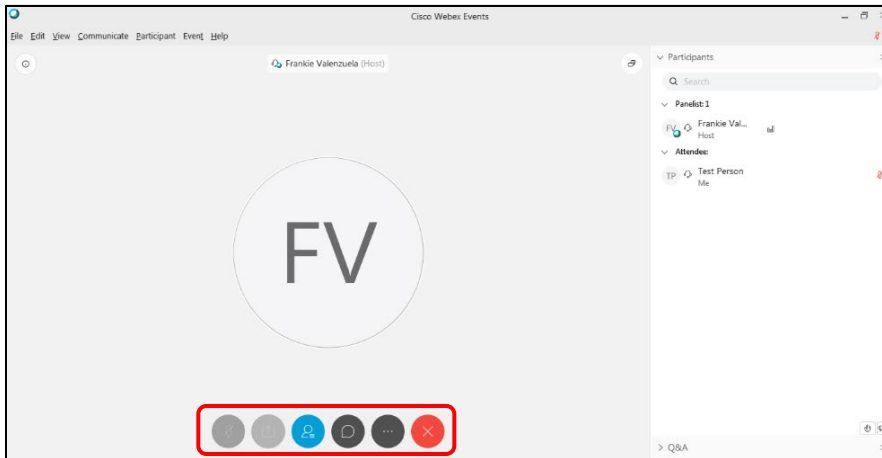 Cisco Webex Events
File Edit View Communicate Participant Event Help
Frankie Valenzuela (Host)
Participants
Search
Panelist: 1
FV Frankie Val...
Host
Attendee:
TP Test Person
Me
FV
Q&A